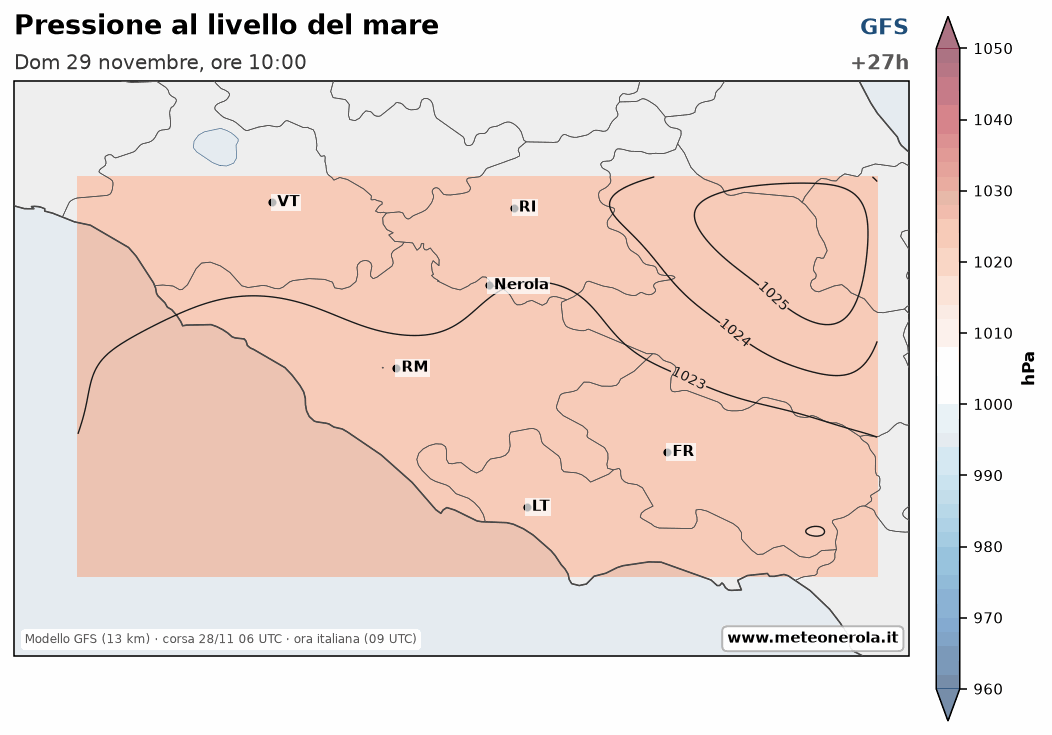 Pressione al livello del mare
GFS
Dom 29 novembre, ore 10:00
+27h
VT
RI
Nerola
RM
FR
LT
1025
1024
1023
Modello GFS (13 km) · corsa 28/11 06 UTC · ora italiana (09 UTC)
www.meteonerola.it
1050
1040
1030
1020
1010
1000
990
980
970
960
hPa